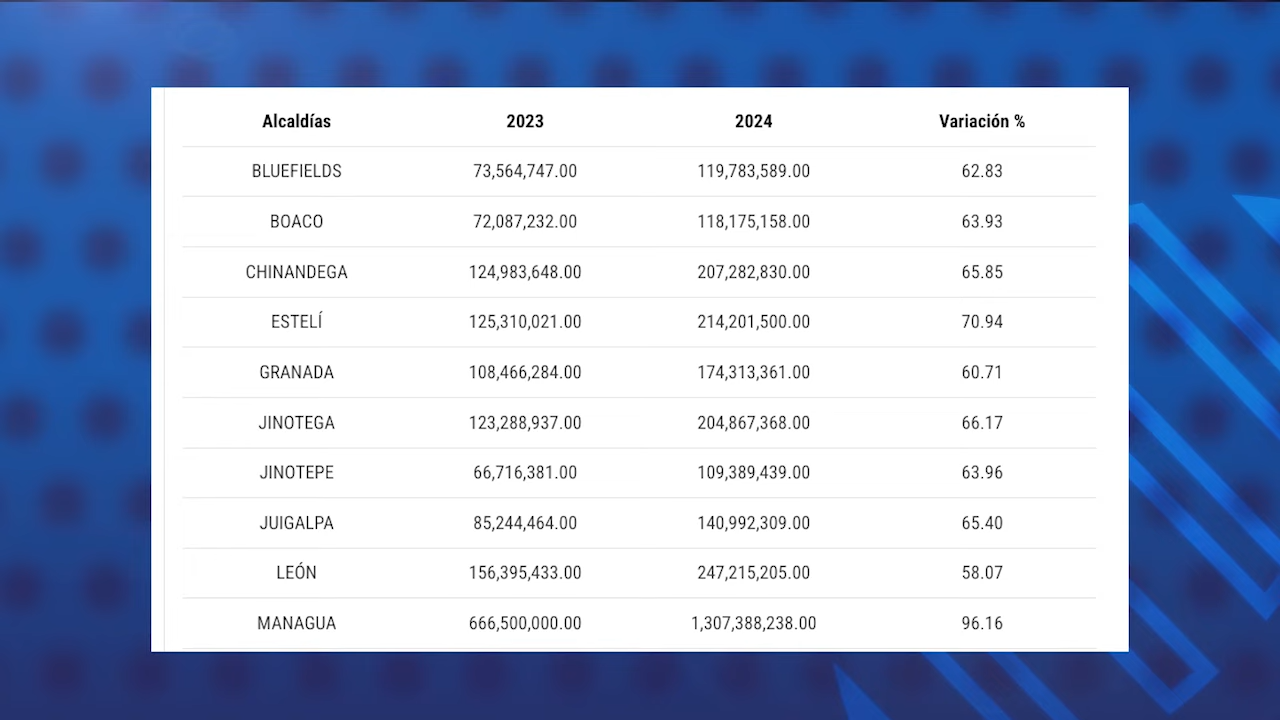 Alcaldías 2023 2024 Variación %
BLUEFIELDS 73,564,747.00 119,783,589.00 62.83
BOACO 72,087,232.00 118,175,158.00 63.93
CHINANDEGA 124,983,648.00 207,282,830.00 65.85
ESTELÍ 125,310,021.00 214,201,500.00 70.94
GRANADA 108,466,284.00 174,313,361.00 60.71
JINOTEGA 123,288,937.00 204,867,368.00 66.17
JINOTEPE 66,716,381.00 109,389,439.00 63.96
JUIGALPA 85,244,464.00 140,992,309.00 65.40
LEÓN 156,395,433.00 247,215,205.00 58.07
MANAGUA 666,500,000.00 1,307,388,238.00 96.16